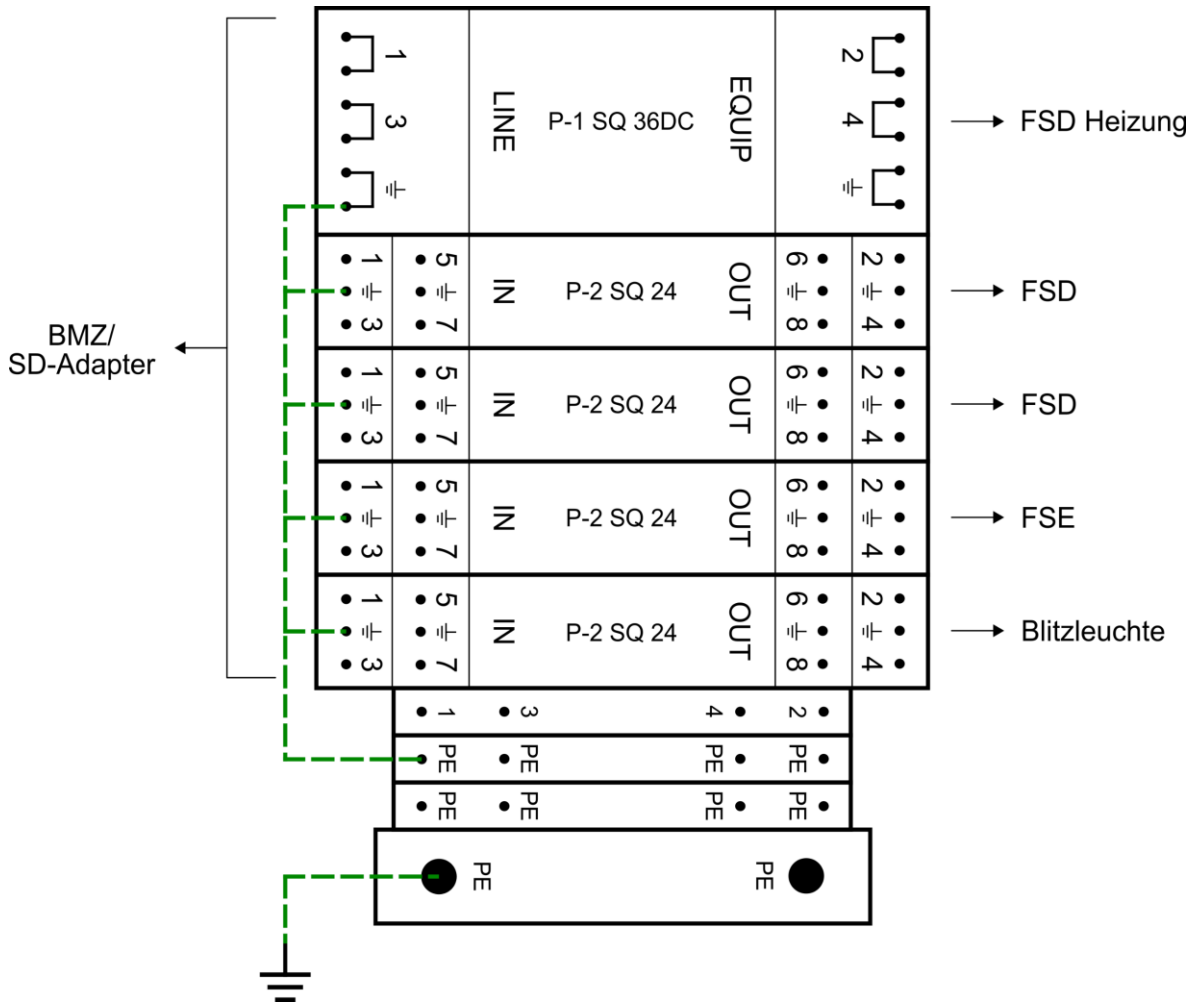 1
3
LINE
P-1 SQ 36DC
EQUIP
2
4
FSD Heizung
1
3
5
7
IN
P-2 SQ 24
OUT
6
8
2
4
FSD
BMZ/
SD-Adapter
1
3
5
7
IN
P-2 SQ 24
OUT
6
8
2
4
FSD
1
3
5
7
IN
P-2 SQ 24
OUT
6
8
2
4
FSE
1
3
5
7
IN
P-2 SQ 24
OUT
6
8
2
4
Blitzleuchte
1 3 4 2
PE PE PE PE
PE PE PE PE
PE PE